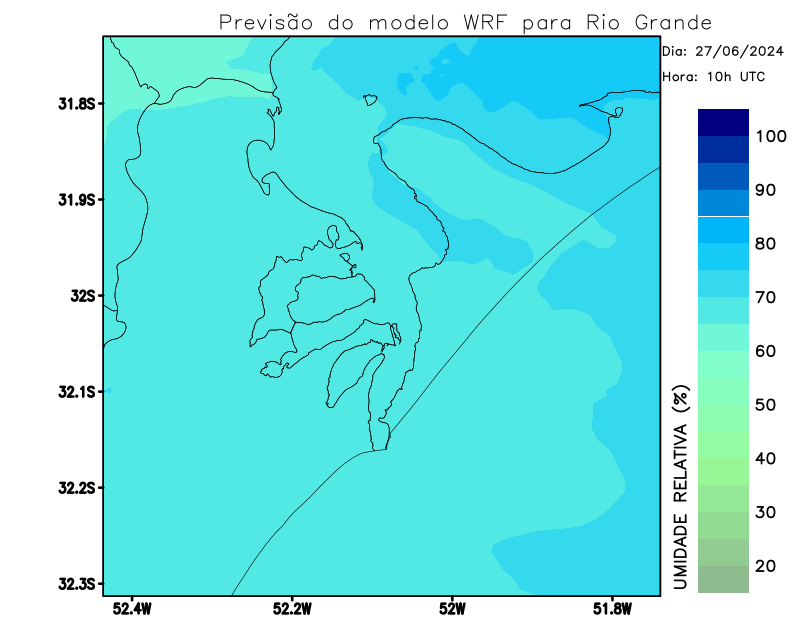 Previsão do modelo WRF para Rio Grande
Dia: 27/06/2024
Hora: 10h UTC
31.8S
31.9S
32S
32.1S
32.2S
32.3S
52.4W
52.2W
52W
51.8W
UMIDADE RELATIVA (%)
100
90
80
70
60
50
40
30
20